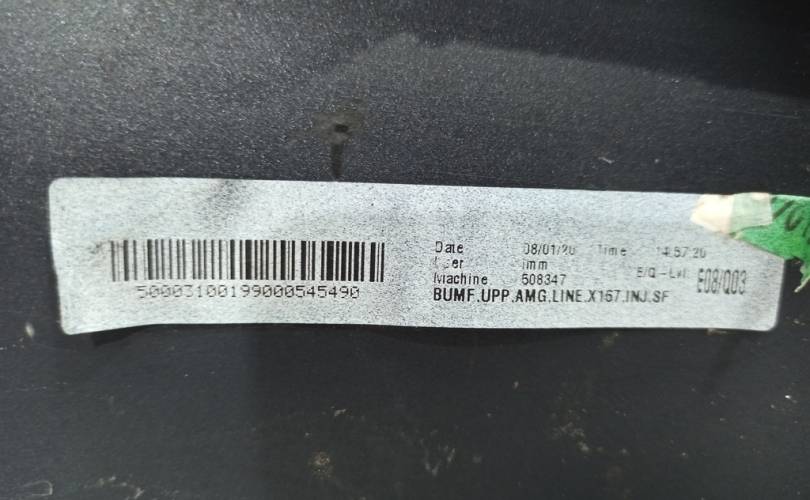 Date 08/01/20 Time 14:57:20
imm E/Q-Lvl E08/Q03
Machine 508347
50003100199000545490
BUMF.UPP.AMG.LINE.X167.INJ.SF